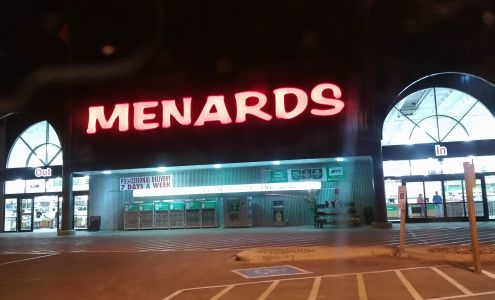 MENARDS
Out
In
PROFESSIONAL DELIVERY
7 DAYS A WEEK